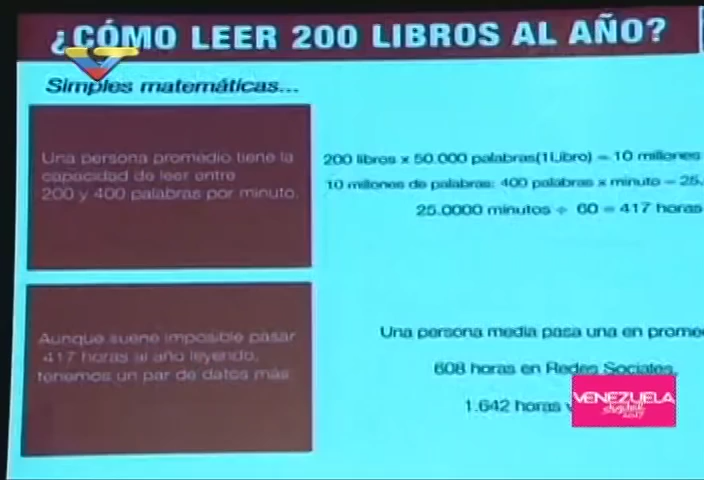 ¿CÓMO LEER 200 LIBROS AL AÑO?
Simples matemáticas...
Una persona promedio tiene la
capacidad de leer entre
200 y 400 palabras por minuto.
200 libros x 50.000 palabras(1Libro) = 10 millones
10 millones de palabras: 400 palabras x minuto = 25.
25.0000 minutos ÷ 60 = 417 horas
Aunque suene imposible pasar
417 horas al año leyendo,
tenemos un par de datos más
Una persona media pasa una en prome
608 horas en Redes Sociales,
1.642 horas
VENEZUELA
digital
2017